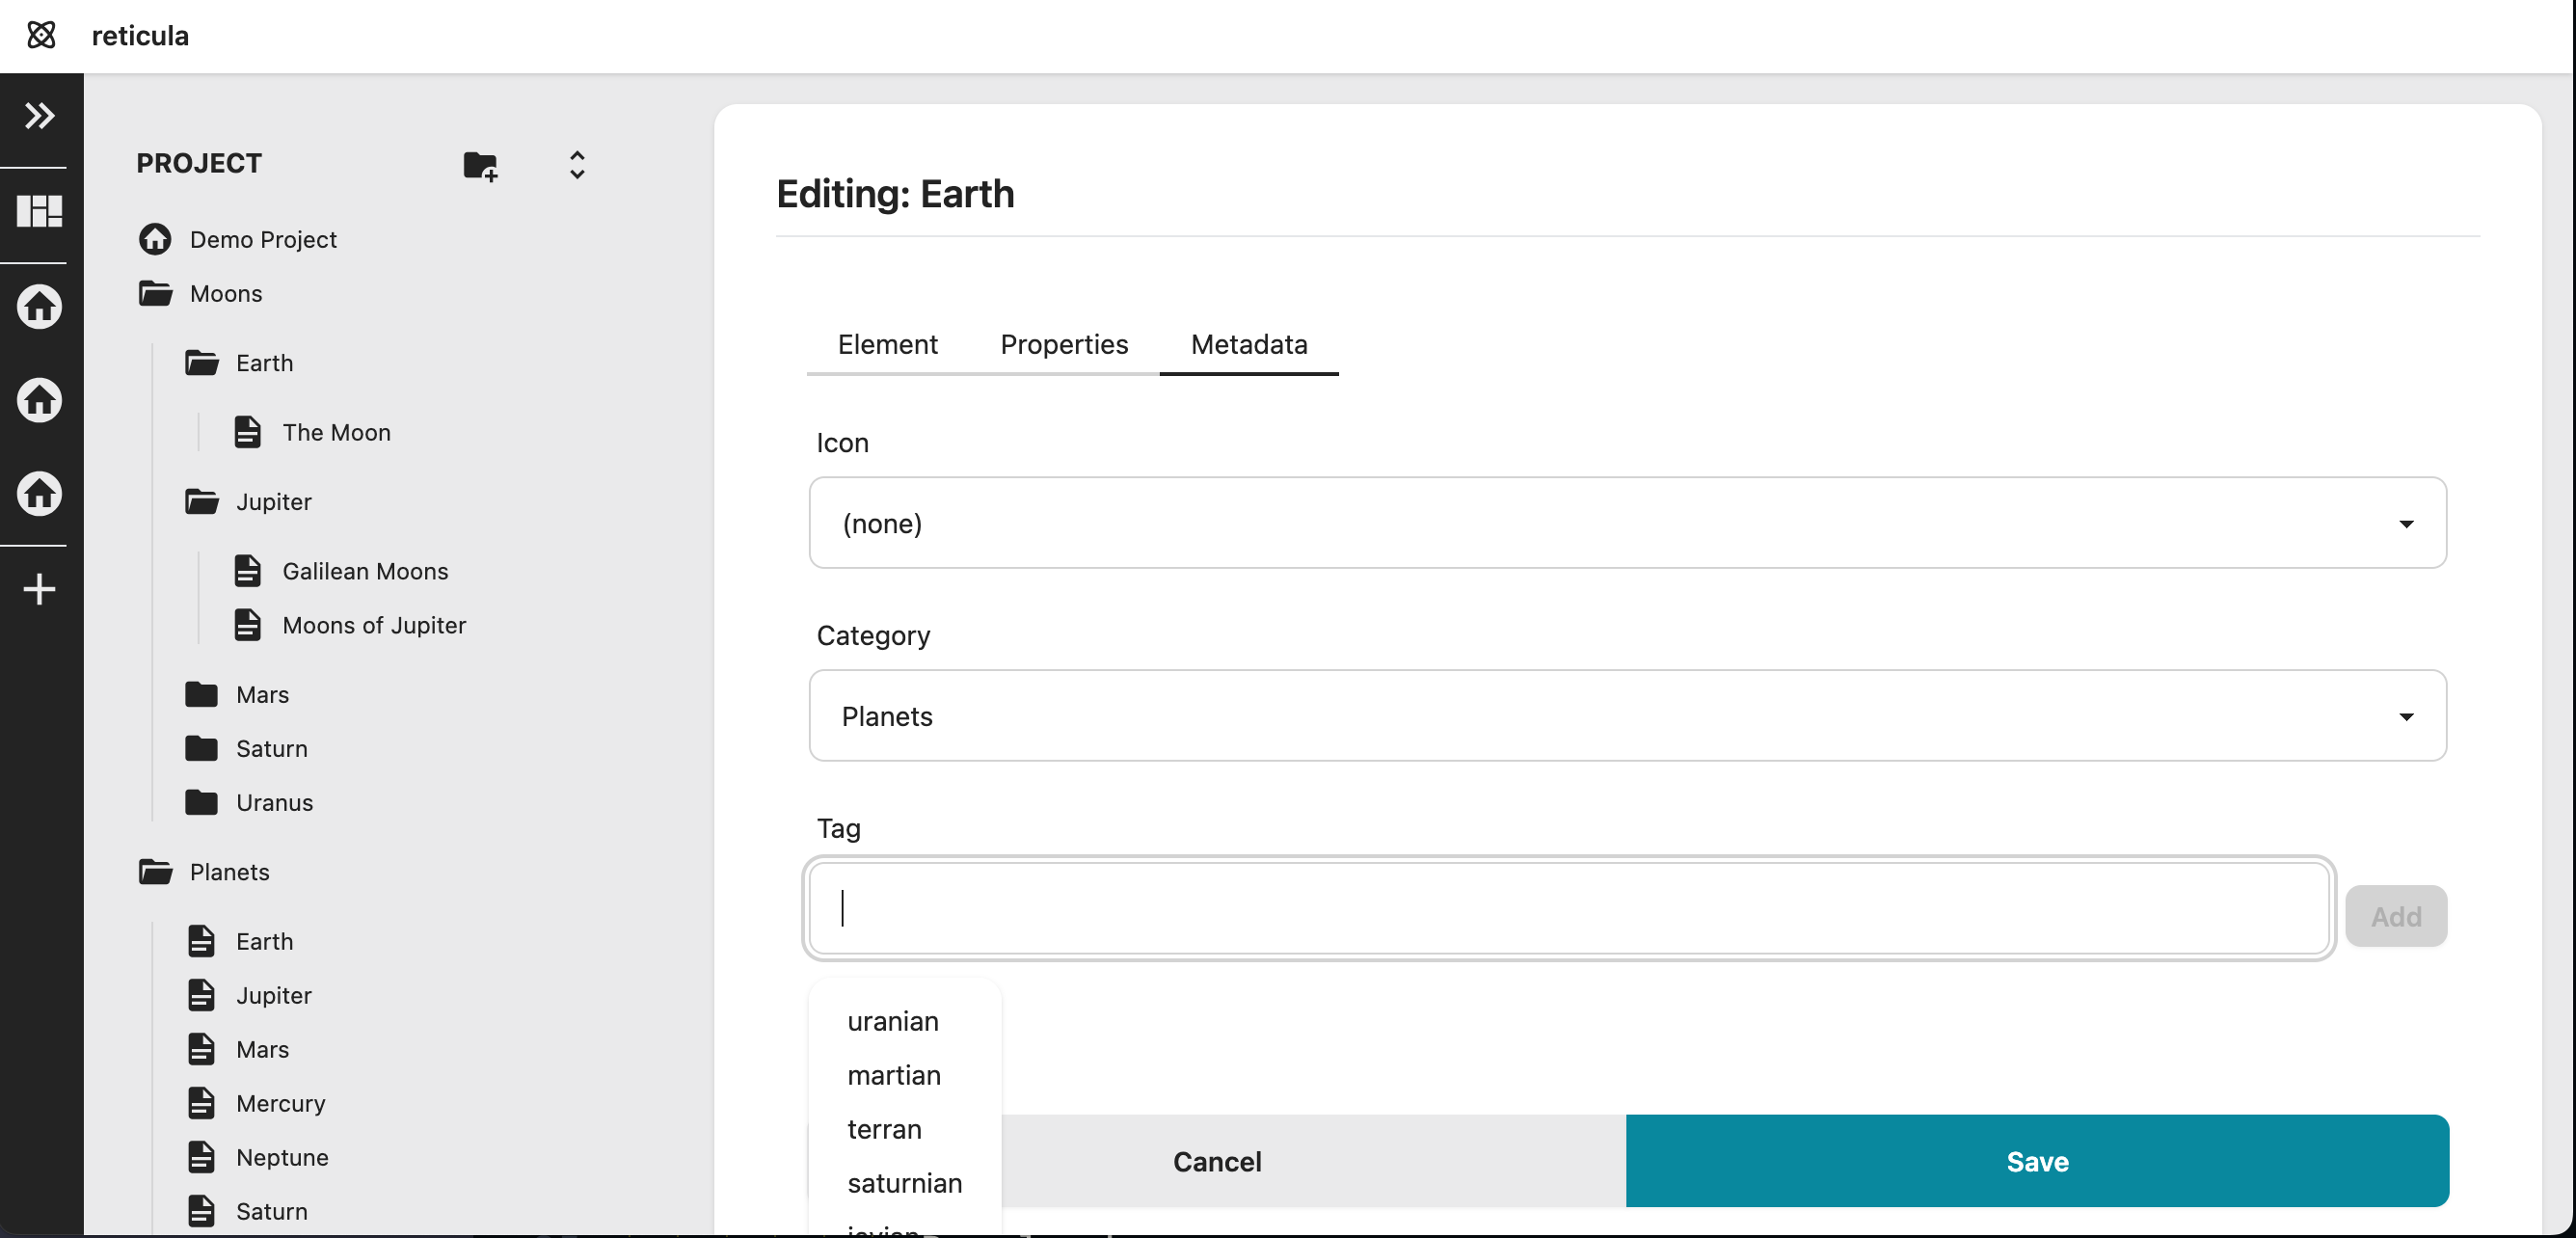 reticula
PROJECT
Demo Project
Moons
Earth
The Moon
Jupiter
Galilean Moons
Moons of Jupiter
Mars
Saturn
Uranus
Planets
Earth
Jupiter
Mars
Mercury
Neptune
Saturn
Editing: Earth
Element Properties Metadata
Icon
(none)
Category
Planets
Tag
Add
uranian
martian
terran
saturnian
Cancel Save